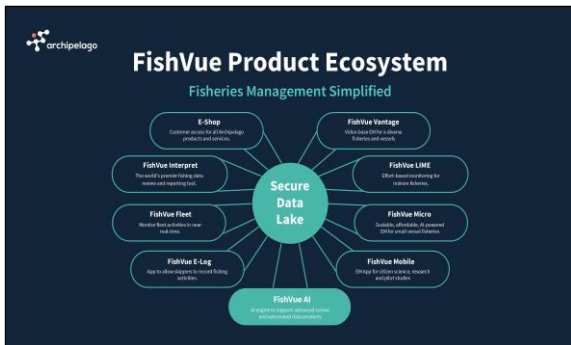 archipelago
FishVue Product Ecosystem
Fisheries Management Simplified
E-Shop
Customer access for all Archipelago
products and services.
FishVue Vantage
Video-base EM for a diverse
fisheries and vessels
FishVue Interpret
The world's premier fishing data
review and reporting tool.
FishVue LIME
Effort-based monitoring for
inshore fisheries.
Secure
Data
Lake
FishVue Fleet
Monitor fleet activities in near
real-time.
FishVue Micro
Scalable, affordable, AI-powered
EM for small-vessel fisheries
FishVue E-Log
App to allow skippers to record fishing
activities.
FishVue Mobile
EM App for citizen science, research
and pilot studies
FishVue AI
AI engine to support advanced review
and automated data products